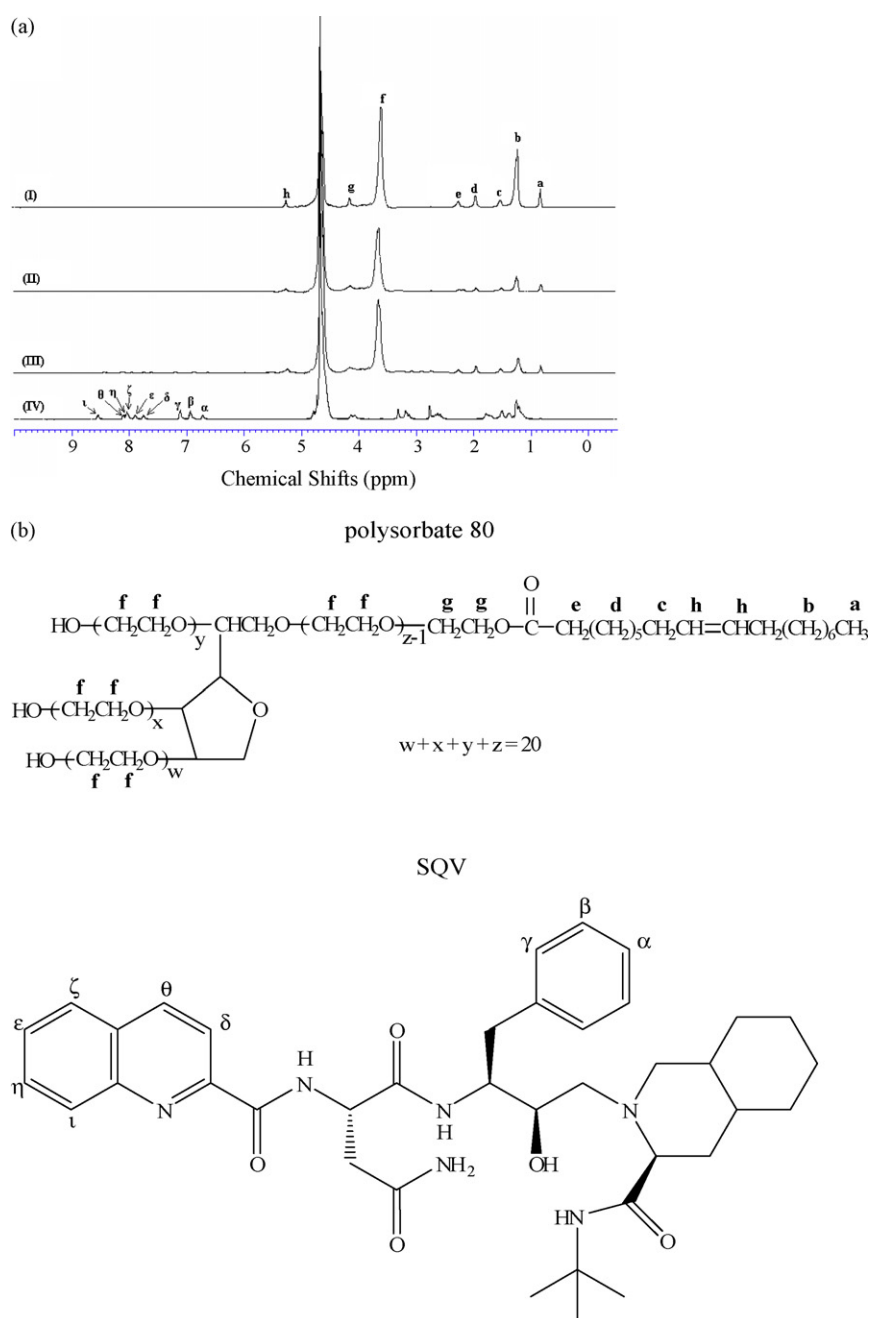 (a)
f
b
h
g
e
d
c
a
(I)
(II)
(III)
(IV)
ι θ η ζ ε δ γ β α
9 8 7 6 5 4 3 2 1 0
Chemical Shifts (ppm)
(b)
polysorbate 80
f f f f g g O e d c h h b a
HO-(CH2CH2O)y-CHCH2O-(CH2CH2O)z-1-CH2CH2O-C-CH2(CH2)5CH2CH=CHCH2(CH2)6CH3
f f
HO-(CH2CH2O)x O
HO-(CH2CH2O)w
f f
w+x+y+z=20
SQV
β
γ α
ζ θ
ε δ
η
ι N
H
N
O
O
N
H
OH
N
NH2
O
HN
O